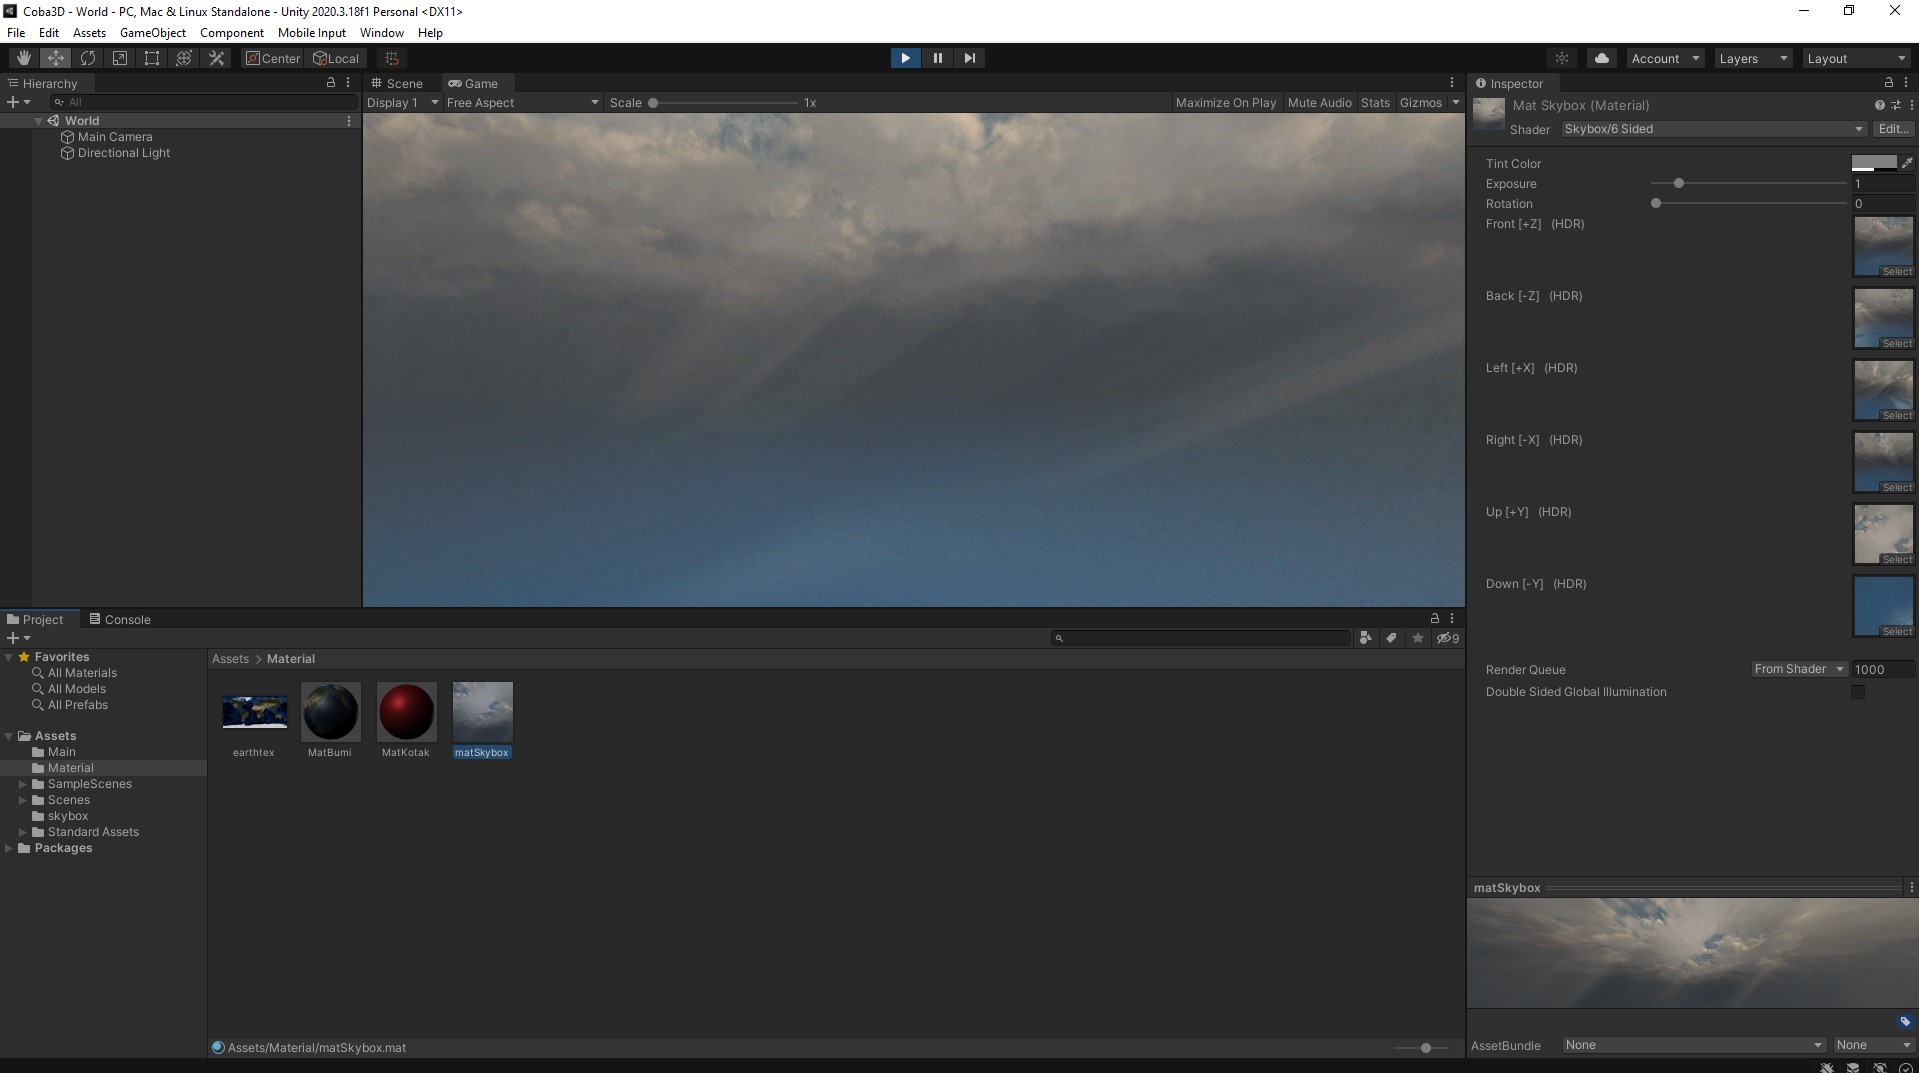 Coba3D - World - PC, Mac & Linux Standalone - Unity 2020.3.18f1 Personal <DX11>
File Edit Assets GameObject Component Mobile Input Window Help
Center Local Account Layers Layout
Hierarchy
All
World
Main Camera
Directional Light
Scene Game
Display 1 Free Aspect Scale 1x Maximize On Play Mute Audio Stats Gizmos
Inspector
Mat Skybox (Material)
Shader Skybox/6 Sided Edit...
Tint Color
Exposure 1
Rotation 0
Front [+Z] (HDR)
Select
Back [-Z] (HDR)
Select
Left [+X] (HDR)
Select
Right [-X] (HDR)
Select
Up [+Y] (HDR)
Select
Down [-Y] (HDR)
Select
Render Queue From Shader 1000
Double Sided Global Illumination
Project Console
9
Favorites
All Materials
All Models
All Prefabs
Assets
Main
Material
SampleScenes
Scenes
skybox
Standard Assets
Packages
Assets > Material
earthtex MatBumi MatKotak matSkybox
Assets/Material/matSkybox.mat
matSkybox
AssetBundle None None